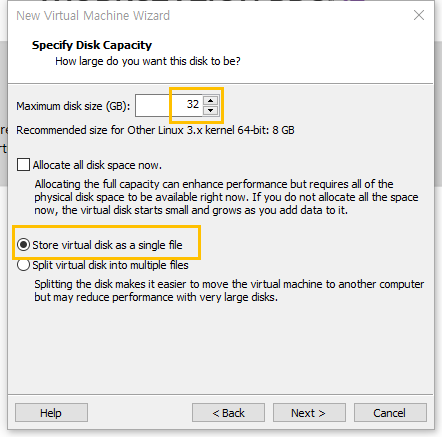 New Virtual Machine Wizard
Specify Disk Capacity
How large do you want this disk to be?
Maximum disk size (GB): 32
Recommended size for Other Linux 3.x kernel 64-bit: 8 GB
Allocate all disk space now.
Allocating the full capacity can enhance performance but requires all of the
physical disk space to be available right now. If you do not allocate all the space
now, the virtual disk starts small and grows as you add data to it.
Store virtual disk as a single file
Split virtual disk into multiple files
Splitting the disk makes it easier to move the virtual machine to another computer
but may reduce performance with very large disks.
Help < Back Next > Cancel